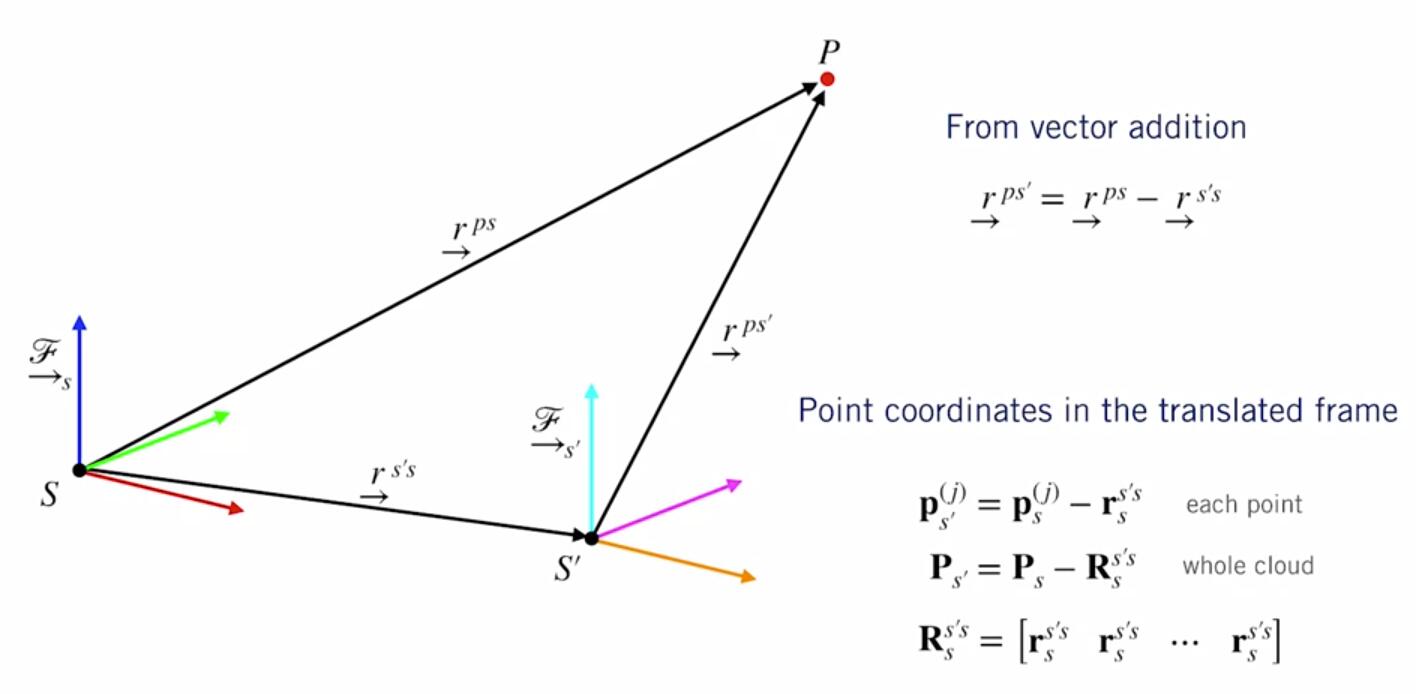 P
From vector addition
r^{ps'} = r^{ps} − r^{s's}
→ → →
r^{ps}
→
r^{ps'}
→
ℱ_s
→
Point coordinates in the translated frame
ℱ_{s'}
→
r^{s's}
→
S
S'
p_{s'}^{(j)} = p_s^{(j)} − r_s^{s's} each point
P_{s'} = P_s − R_s^{s's} whole cloud
R_s^{s's} = [r_s^{s's} r_s^{s's} ⋯ r_s^{s's}]